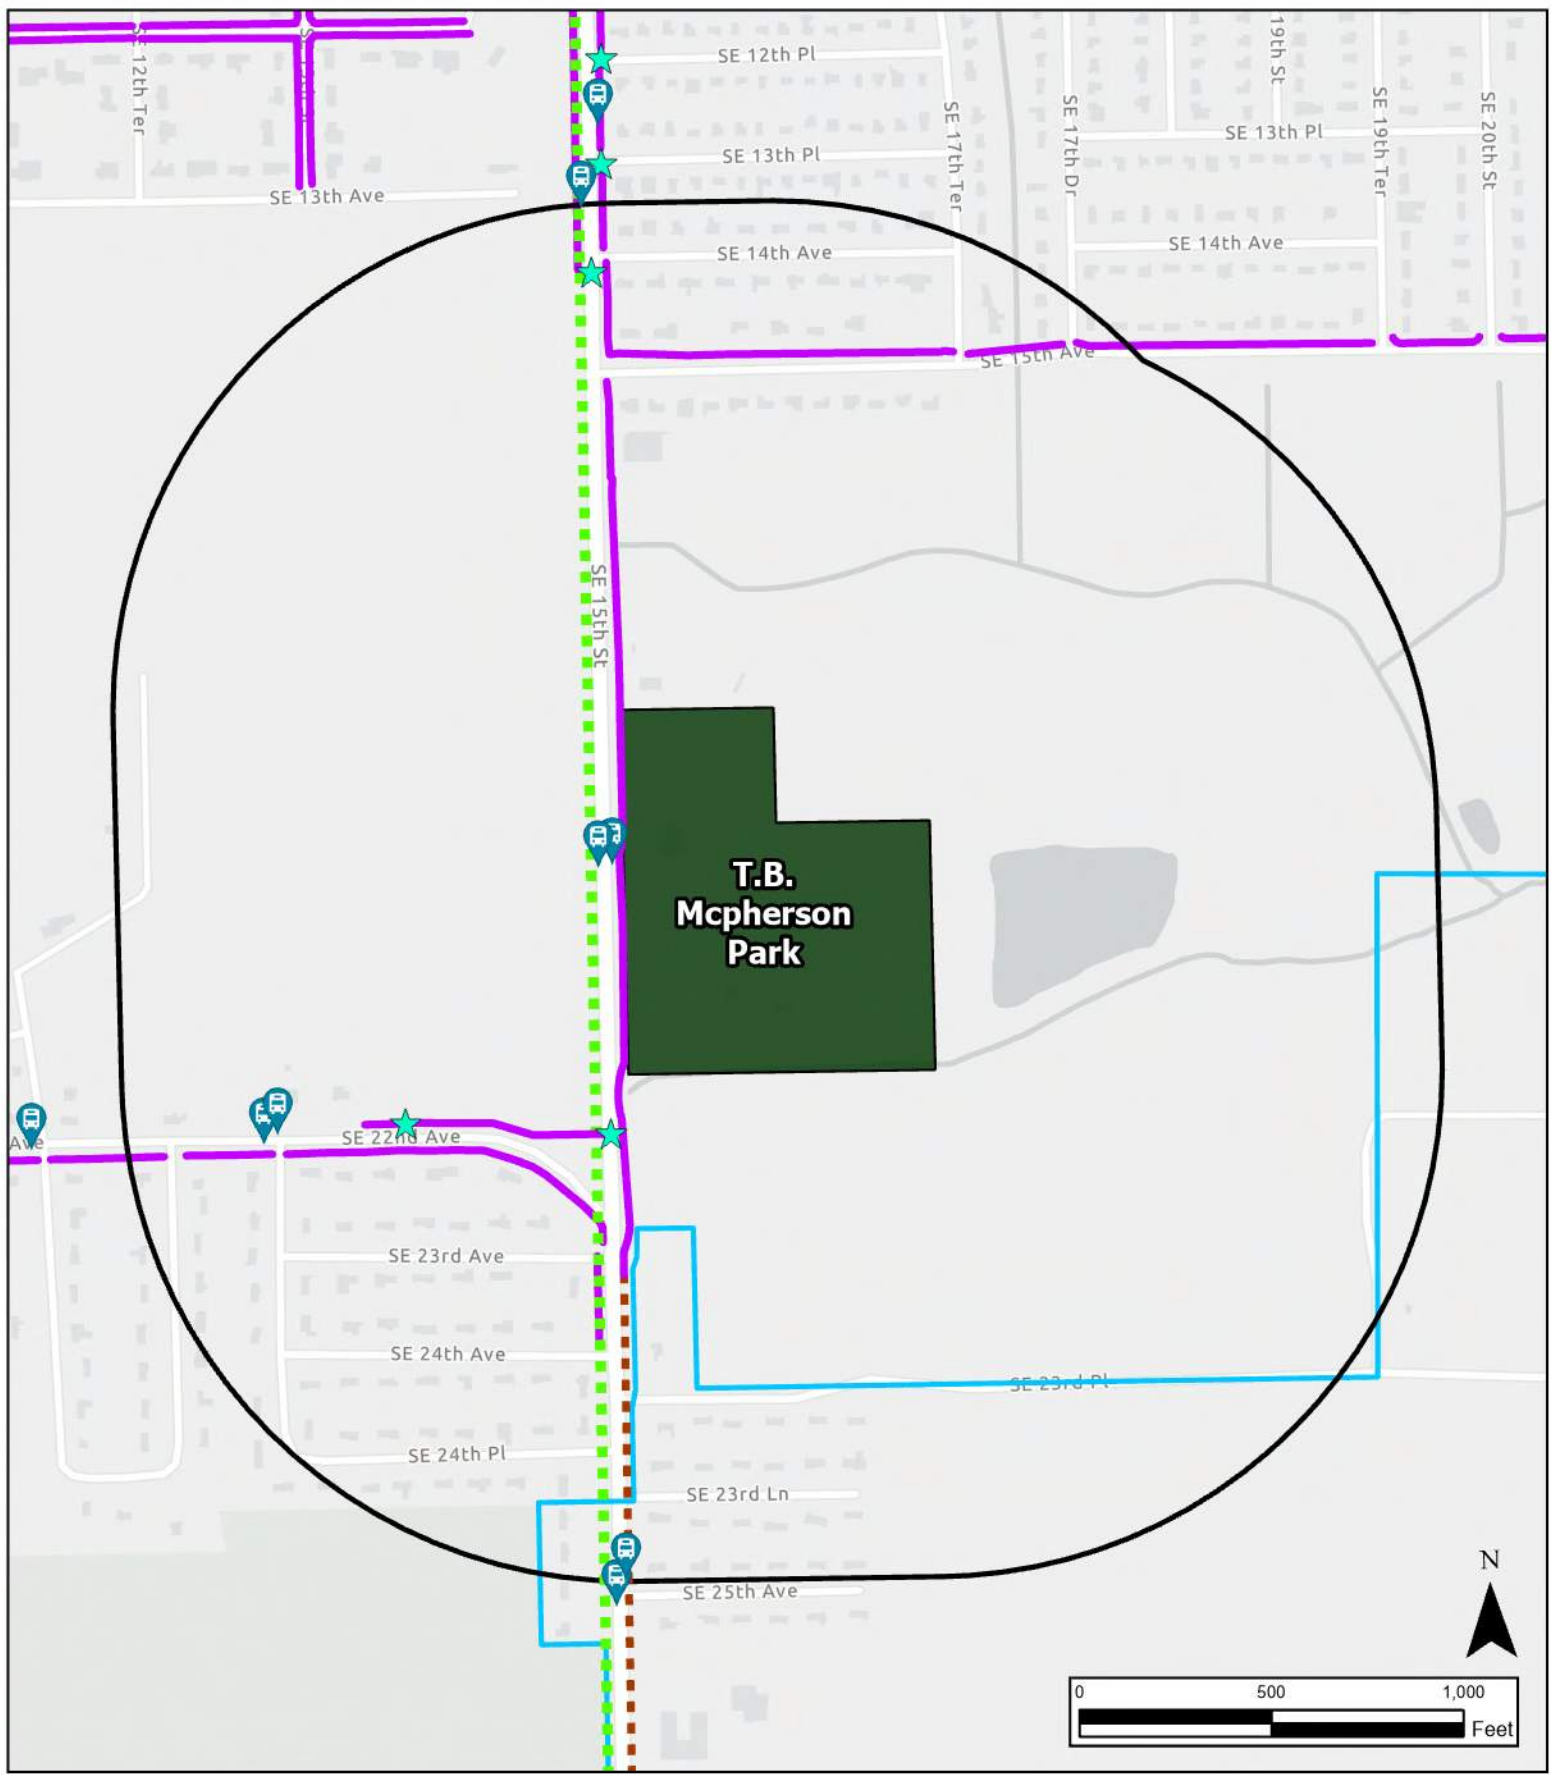 SE 12th Ter
SE 12th Pl
19th St
SE 17th Ter
SE 17th Dr
SE 13th Pl
SE 19th Ter
SE 20th St
SE 13th Pl
SE 13th Ave
SE 14th Ave
SE 14th Ave
SE 15th Ave
SE 15th St
T.B.
Mcpherson
Park
Ave
SE 22nd Ave
SE 23rd Ave
SE 24th Ave
SE 23rd Pl
SE 24th Pl
SE 23rd Ln
SE 25th Ave
N
0 500 1,000
Feet